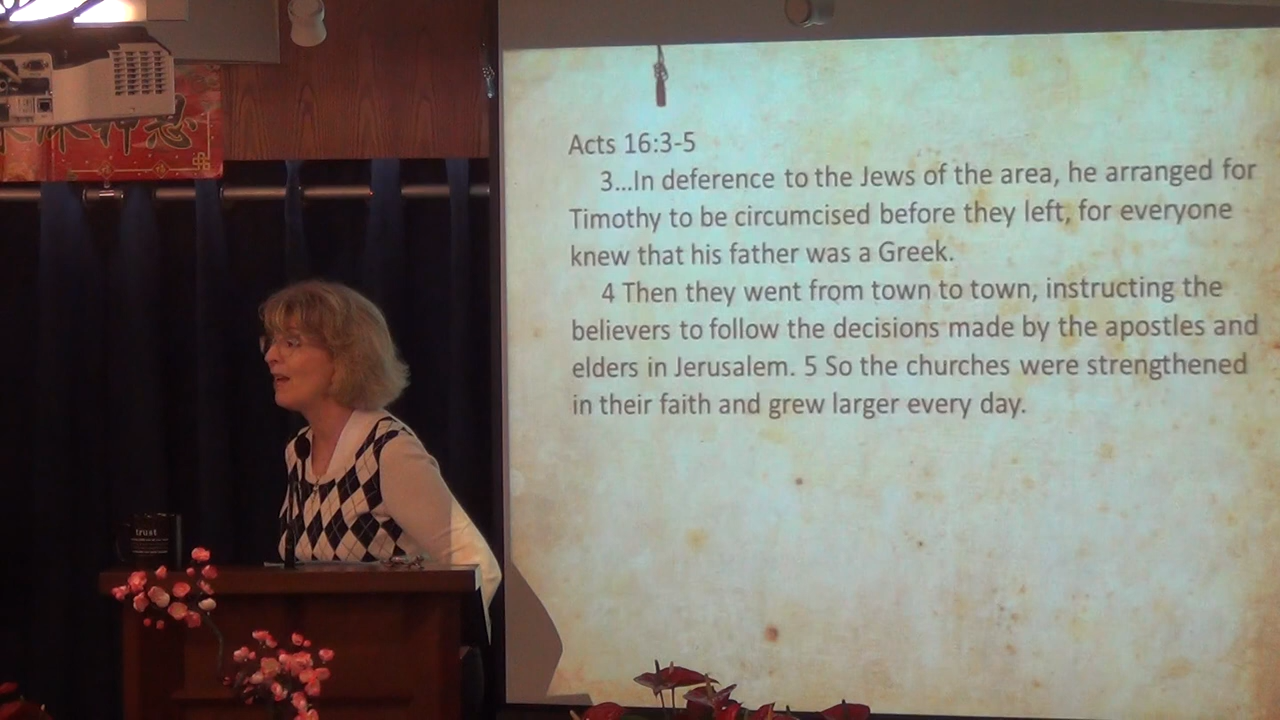 Acts 16:3-5
3...In deference to the Jews of the area, he arranged for
Timothy to be circumcised before they left, for everyone
knew that his father was a Greek.
4 Then they went from town to town, instructing the
believers to follow the decisions made by the apostles and
elders in Jerusalem. 5 So the churches were strengthened
in their faith and grew larger every day.
trust